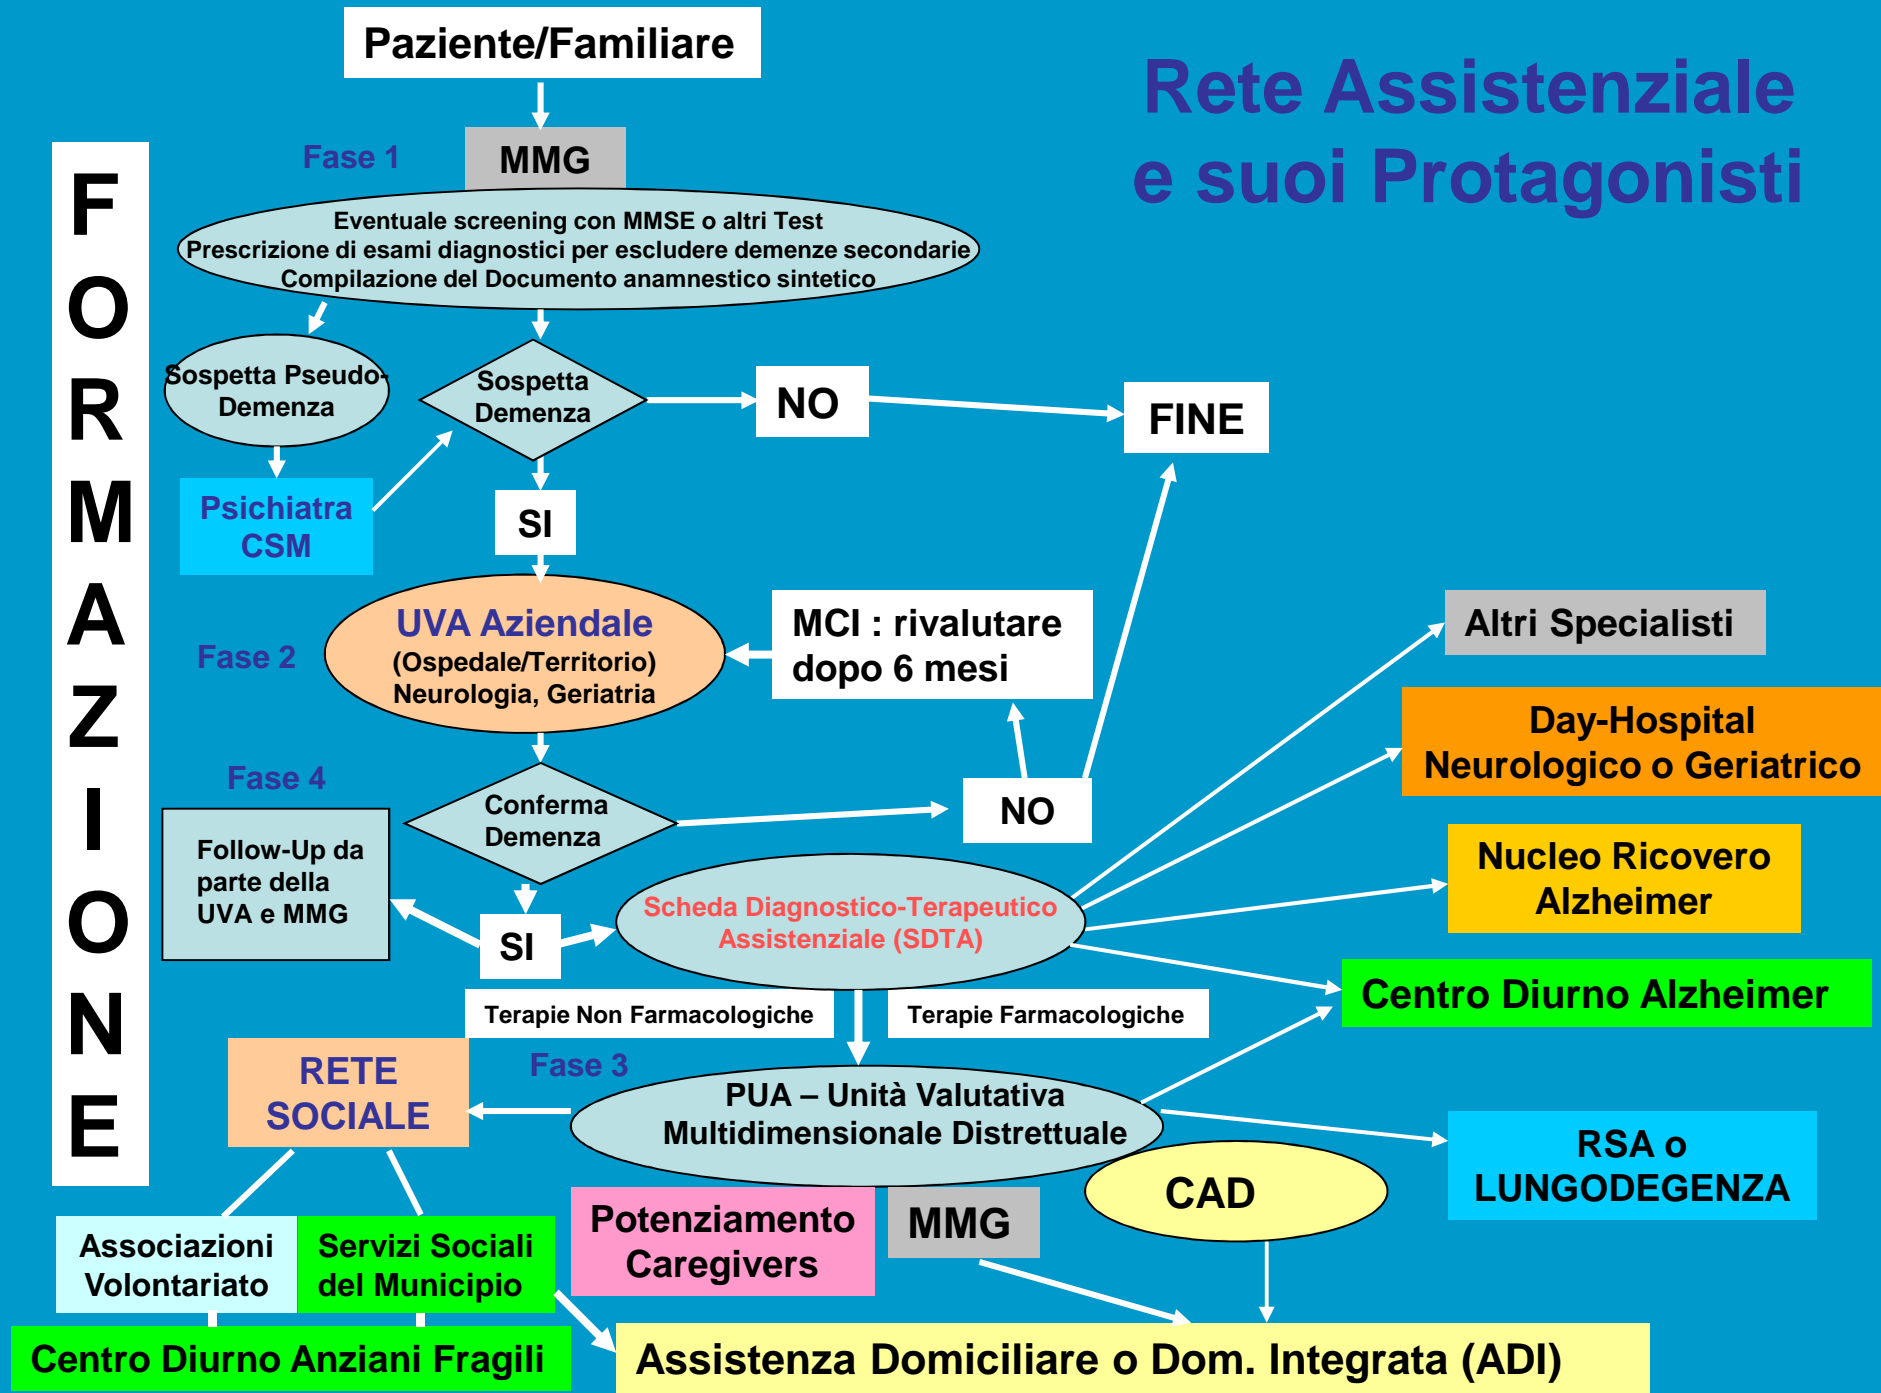 Paziente/Familiare
Rete Assistenziale
e suoi Protagonisti
FORMAZIONE
Fase 1
MMG
Eventuale screening con MMSE o altri Test
Prescrizione di esami diagnostici per escludere demenze secondarie
Compilazione del Documento anamnestico sintetico
Sospetta Pseudo-
Demenza
Sospetta
Demenza
NO
FINE
Psichiatra
CSM
SI
Fase 2
UVA Aziendale
(Ospedale/Territorio)
Neurologia, Geriatria
MCI : rivalutare
dopo 6 mesi
Altri Specialisti
Day-Hospital
Neurologico o Geriatrico
Fase 4
Conferma
Demenza
NO
Follow-Up da
parte della
UVA e MMG
SI
Scheda Diagnostico-Terapeutico
Assistenziale (SDTA)
Nucleo Ricovero
Alzheimer
Centro Diurno Alzheimer
Terapie Non Farmacologiche
Terapie Farmacologiche
Fase 3
RETE
SOCIALE
PUA – Unità Valutativa
Multidimensionale Distrettuale
RSA o
LUNGODEGENZA
CAD
Potenziamento
Caregivers
MMG
Associazioni
Volontariato
Servizi Sociali
del Municipio
Centro Diurno Anziani Fragili
Assistenza Domiciliare o Dom. Integrata (ADI)